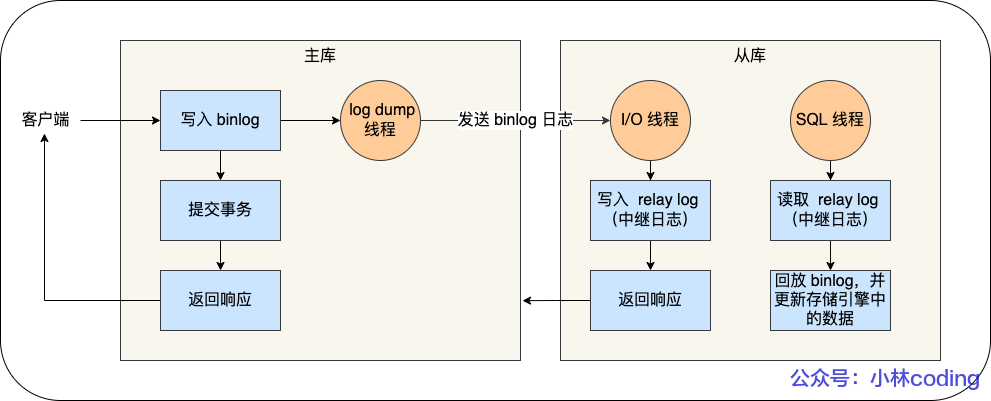 主库
从库
客户端
写入 binlog
log dump
线程
发送 binlog 日志
I/O 线程
SQL 线程
提交事务
写入 relay log
（中继日志）
读取 relay log
（中继日志）
返回响应
返回响应
回放 binlog，并
更新存储引擎中
的数据
公众号：小林coding